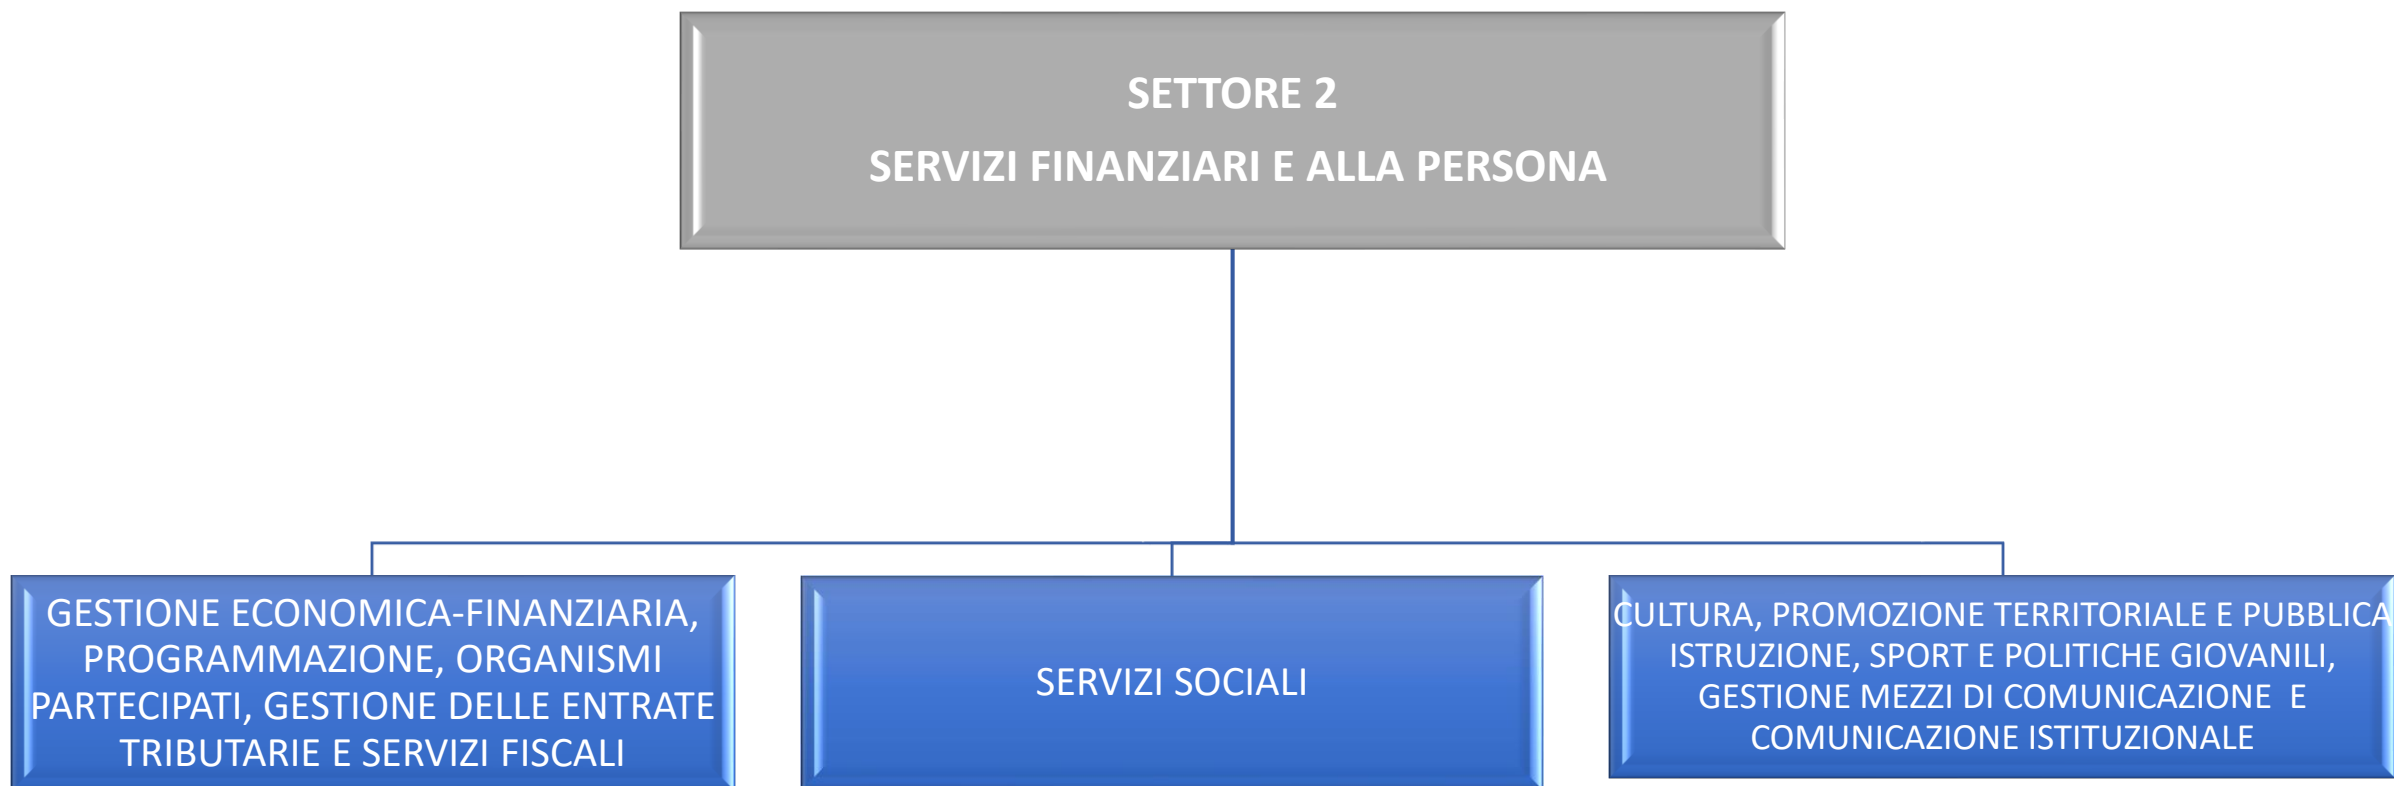 SETTORE 2
SERVIZI FINANZIARI E ALLA PERSONA
GESTIONE ECONOMICA-FINANZIARIA,
PROGRAMMAZIONE, ORGANISMI
PARTECIPATI, GESTIONE DELLE ENTRATE
TRIBUTARIE E SERVIZI FISCALI
SERVIZI SOCIALI
CULTURA, PROMOZIONE TERRITORIALE E PUBBLICA
ISTRUZIONE, SPORT E POLITICHE GIOVANILI,
GESTIONE MEZZI DI COMUNICAZIONE E
COMUNICAZIONE ISTITUZIONALE